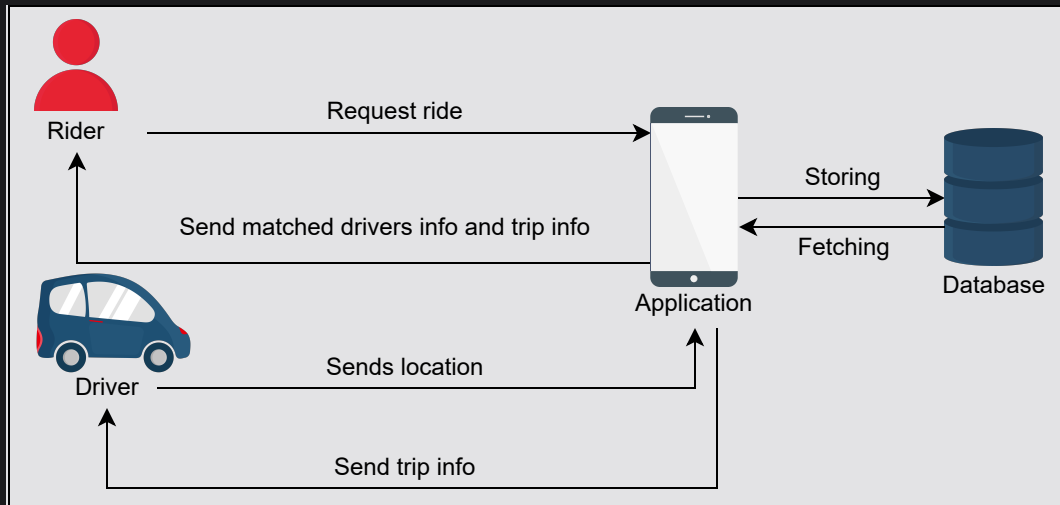 Rider
Request ride
Send matched drivers info and trip info
Application
Storing
Fetching
Database
Driver
Sends location
Send trip info